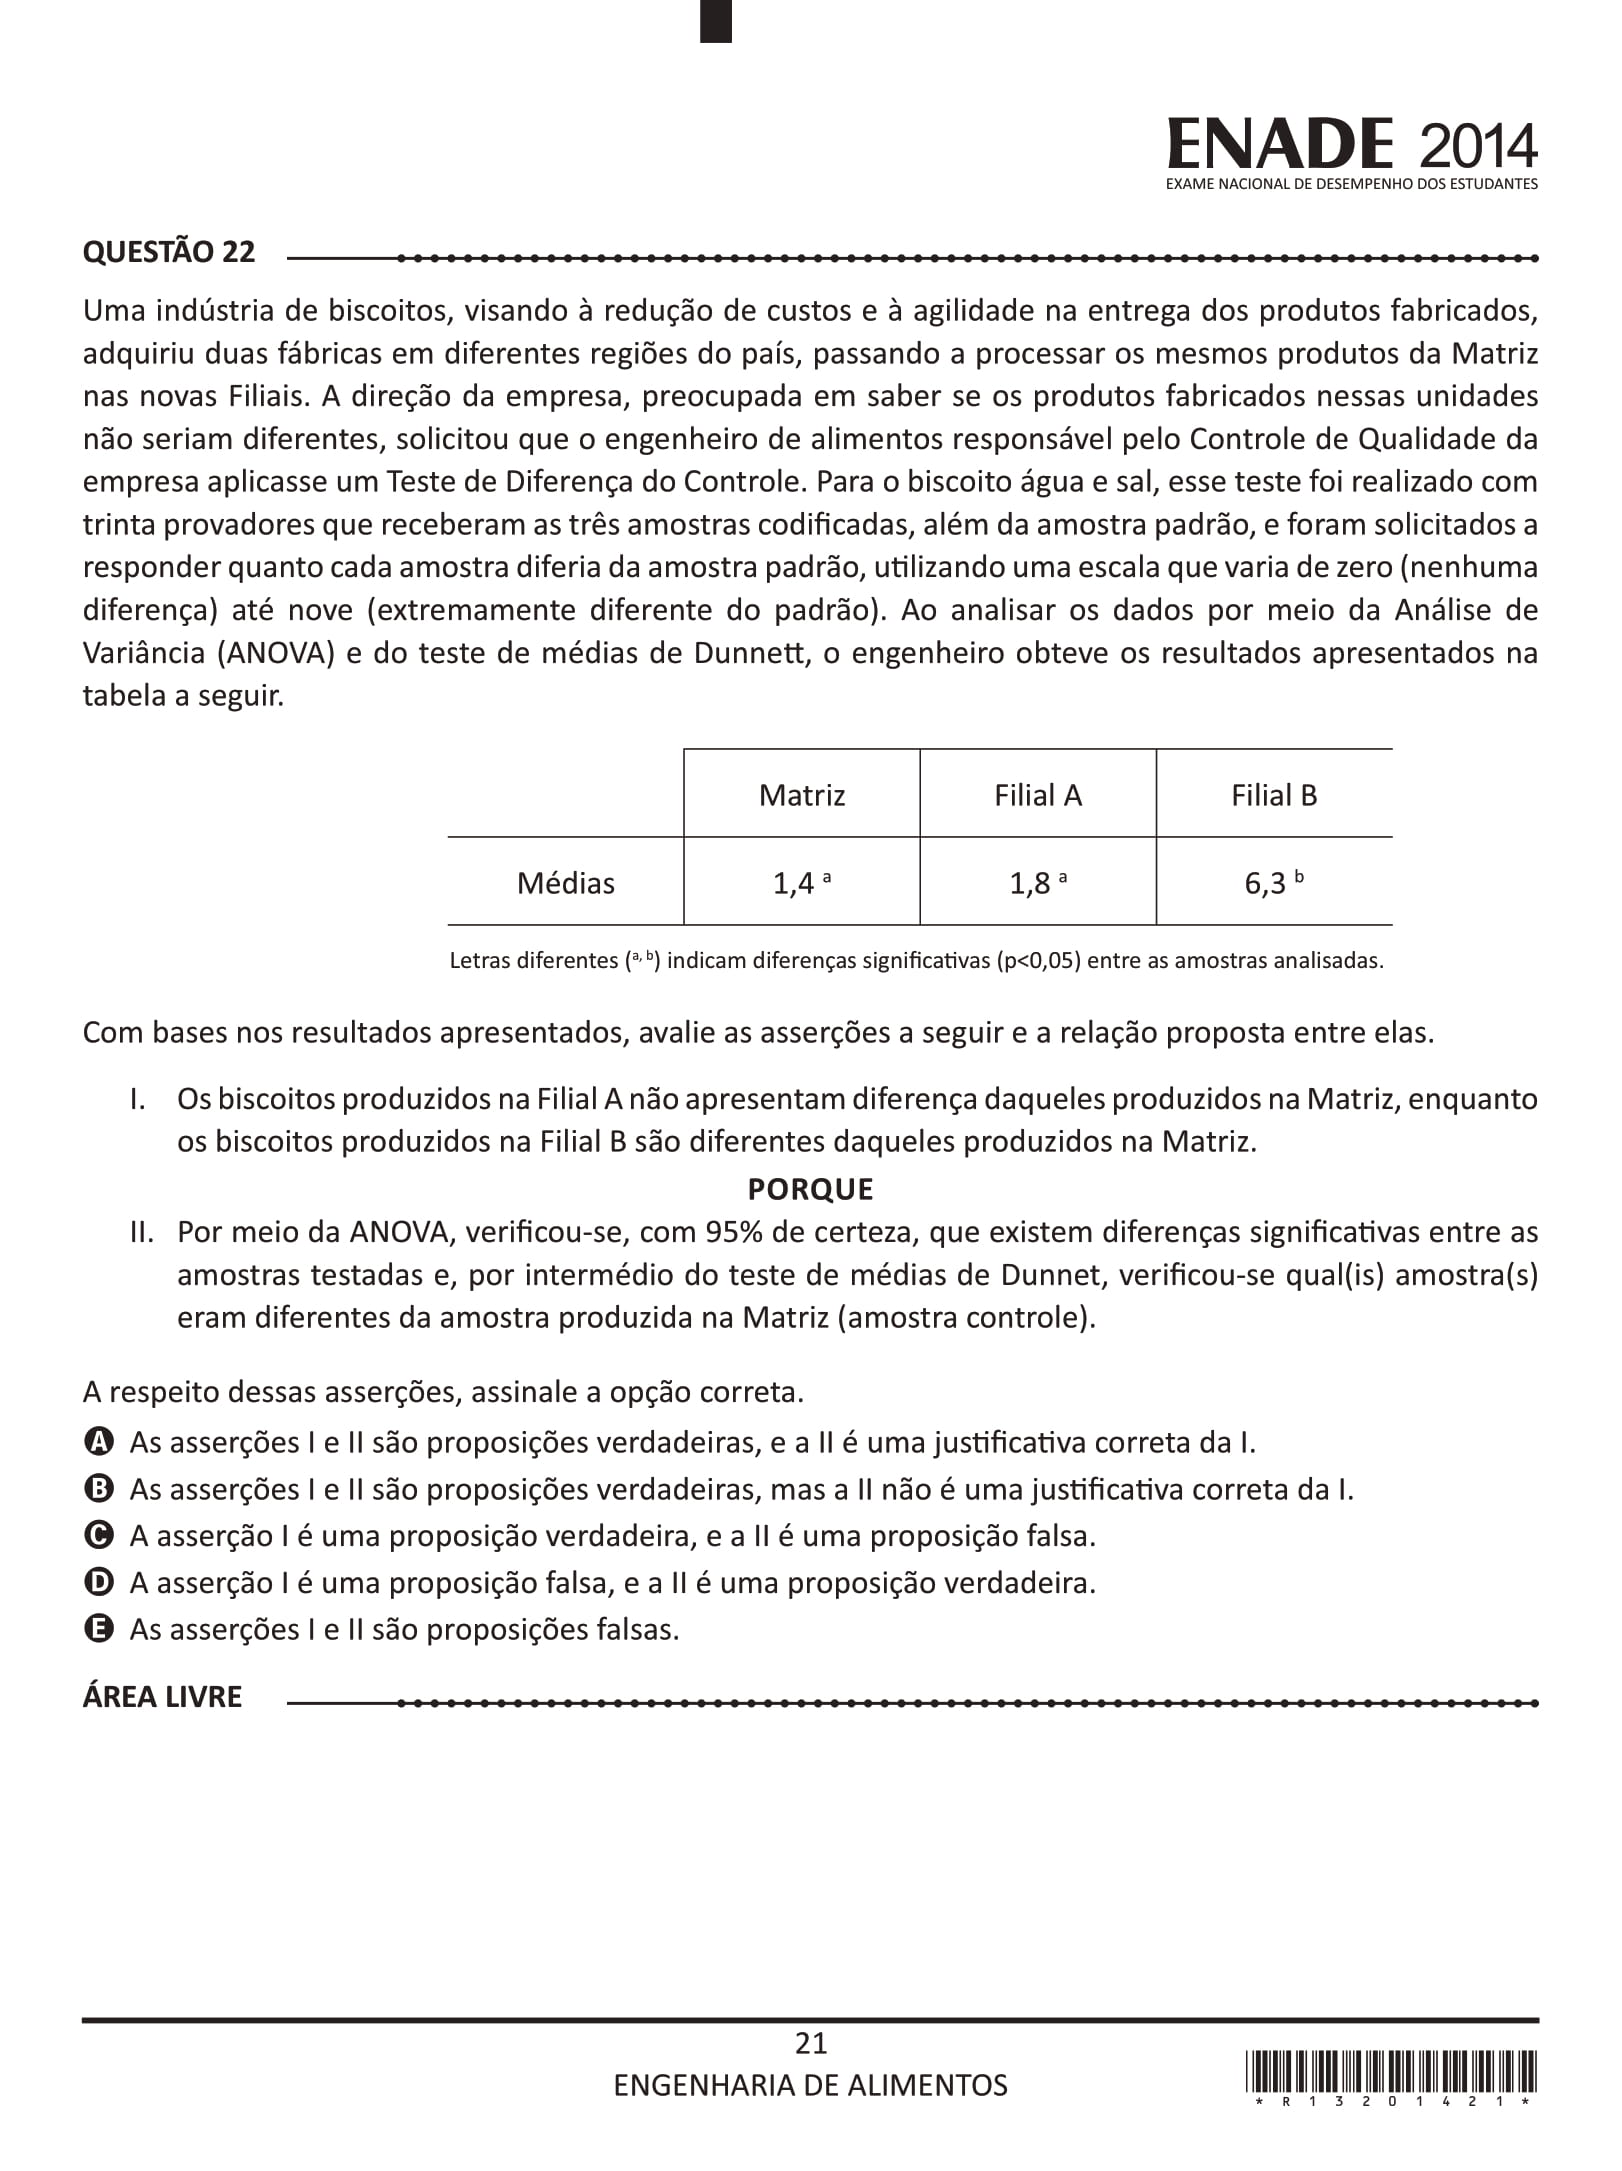 ENADE 2014
EXAME NACIONAL DE DESEMPENHO DOS ESTUDANTES
QUESTÃO 22
Uma indústria de biscoitos, visando à redução de custos e à agilidade na entrega dos produtos fabricados,
adquiriu duas fábricas em diferentes regiões do país, passando a processar os mesmos produtos da Matriz
nas novas Filiais. A direção da empresa, preocupada em saber se os produtos fabricados nessas unidades
não seriam diferentes, solicitou que o engenheiro de alimentos responsável pelo Controle de Qualidade da
empresa aplicasse um Teste de Diferença do Controle. Para o biscoito água e sal, esse teste foi realizado com
trinta provadores que receberam as três amostras codificadas, além da amostra padrão, e foram solicitados a
responder quanto cada amostra diferia da amostra padrão, utilizando uma escala que varia de zero (nenhuma
diferença) até nove (extremamente diferente do padrão). Ao analisar os dados por meio da Análise de
Variância (ANOVA) e do teste de médias de Dunnett, o engenheiro obteve os resultados apresentados na
tabela a seguir.
Matriz Filial A Filial B
Médias 1,4 a 1,8 a 6,3 b
Letras diferentes (a, b) indicam diferenças significativas (p<0,05) entre as amostras analisadas.
Com bases nos resultados apresentados, avalie as asserções a seguir e a relação proposta entre elas.
I. Os biscoitos produzidos na Filial A não apresentam diferença daqueles produzidos na Matriz, enquanto
os biscoitos produzidos na Filial B são diferentes daqueles produzidos na Matriz.
PORQUE
II. Por meio da ANOVA, verificou-se, com 95% de certeza, que existem diferenças significativas entre as
amostras testadas e, por intermédio do teste de médias de Dunnet, verificou-se qual(is) amostra(s)
eram diferentes da amostra produzida na Matriz (amostra controle).
A respeito dessas asserções, assinale a opção correta.
A As asserções I e II são proposições verdadeiras, e a II é uma justificativa correta da I.
B As asserções I e II são proposições verdadeiras, mas a II não é uma justificativa correta da I.
C A asserção I é uma proposição verdadeira, e a II é uma proposição falsa.
D A asserção I é uma proposição falsa, e a II é uma proposição verdadeira.
E As asserções I e II são proposições falsas.
ÁREA LIVRE
21
ENGENHARIA DE ALIMENTOS
* R 1 3 2 0 1 4 2 1 *